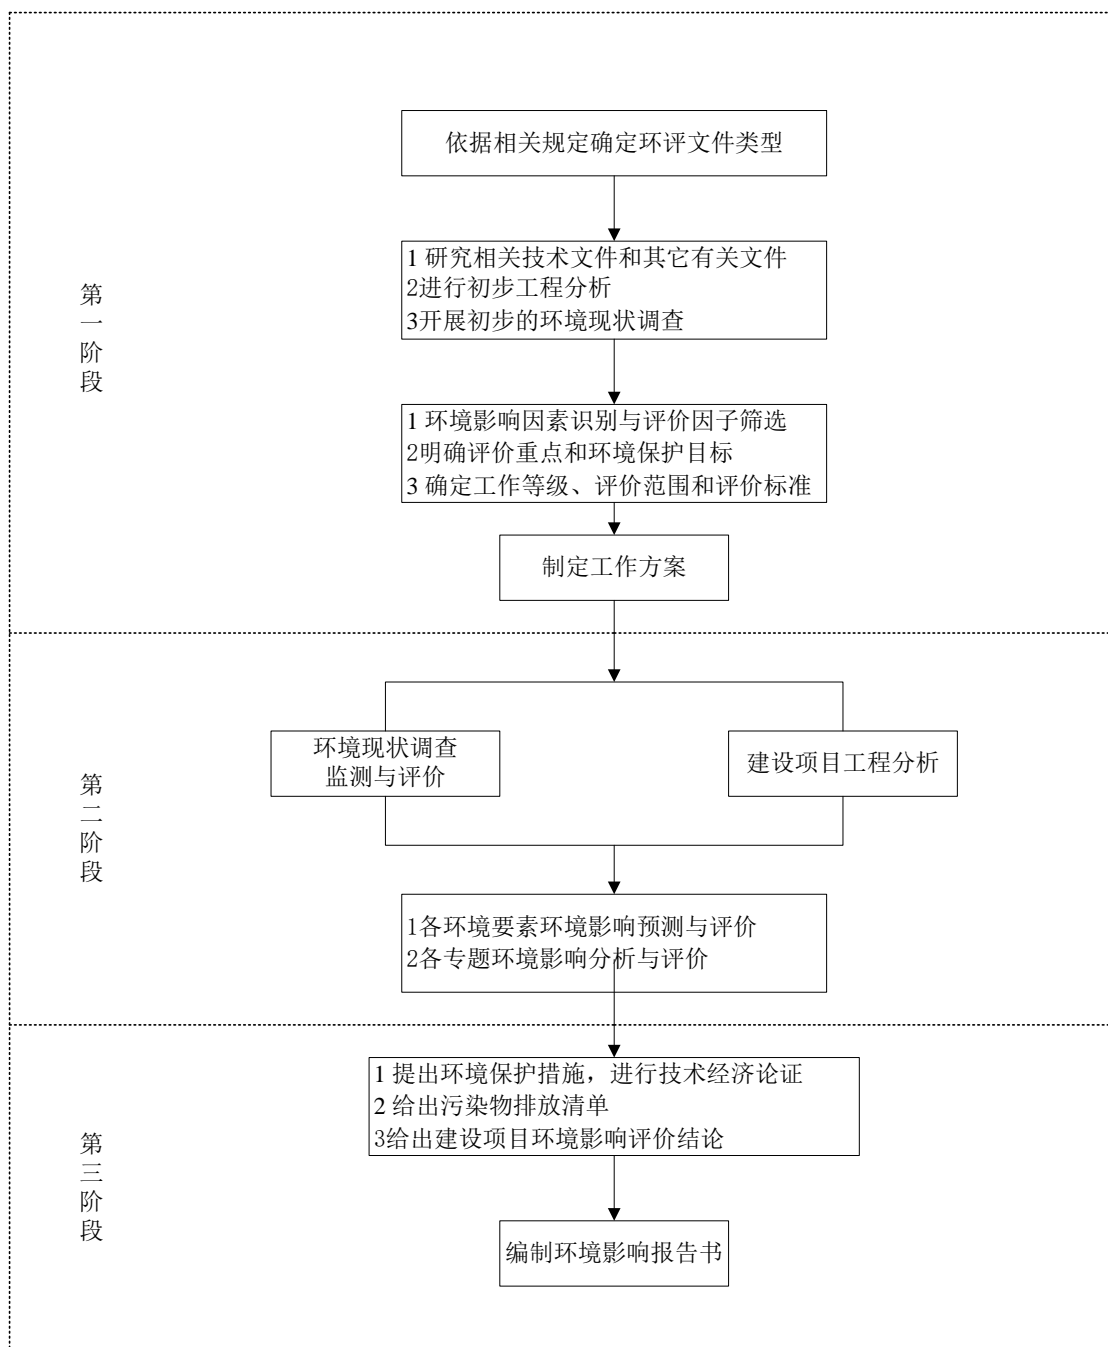 依据相关规定确定环评文件类型
1 研究相关技术文件和其它有关文件
2进行初步工程分析
3开展初步的环境现状调查
第一阶段
1 环境影响因素识别与评价因子筛选
2明确评价重点和环境保护目标
3 确定工作等级、评价范围和评价标准
制定工作方案
环境现状调查
监测与评价
建设项目工程分析
第二阶段
1各环境要素环境影响预测与评价
2各专题环境影响分析与评价
1 提出环境保护措施，进行技术经济论证
2 给出污染物排放清单
3给出建设项目环境影响评价结论
第三阶段
编制环境影响报告书